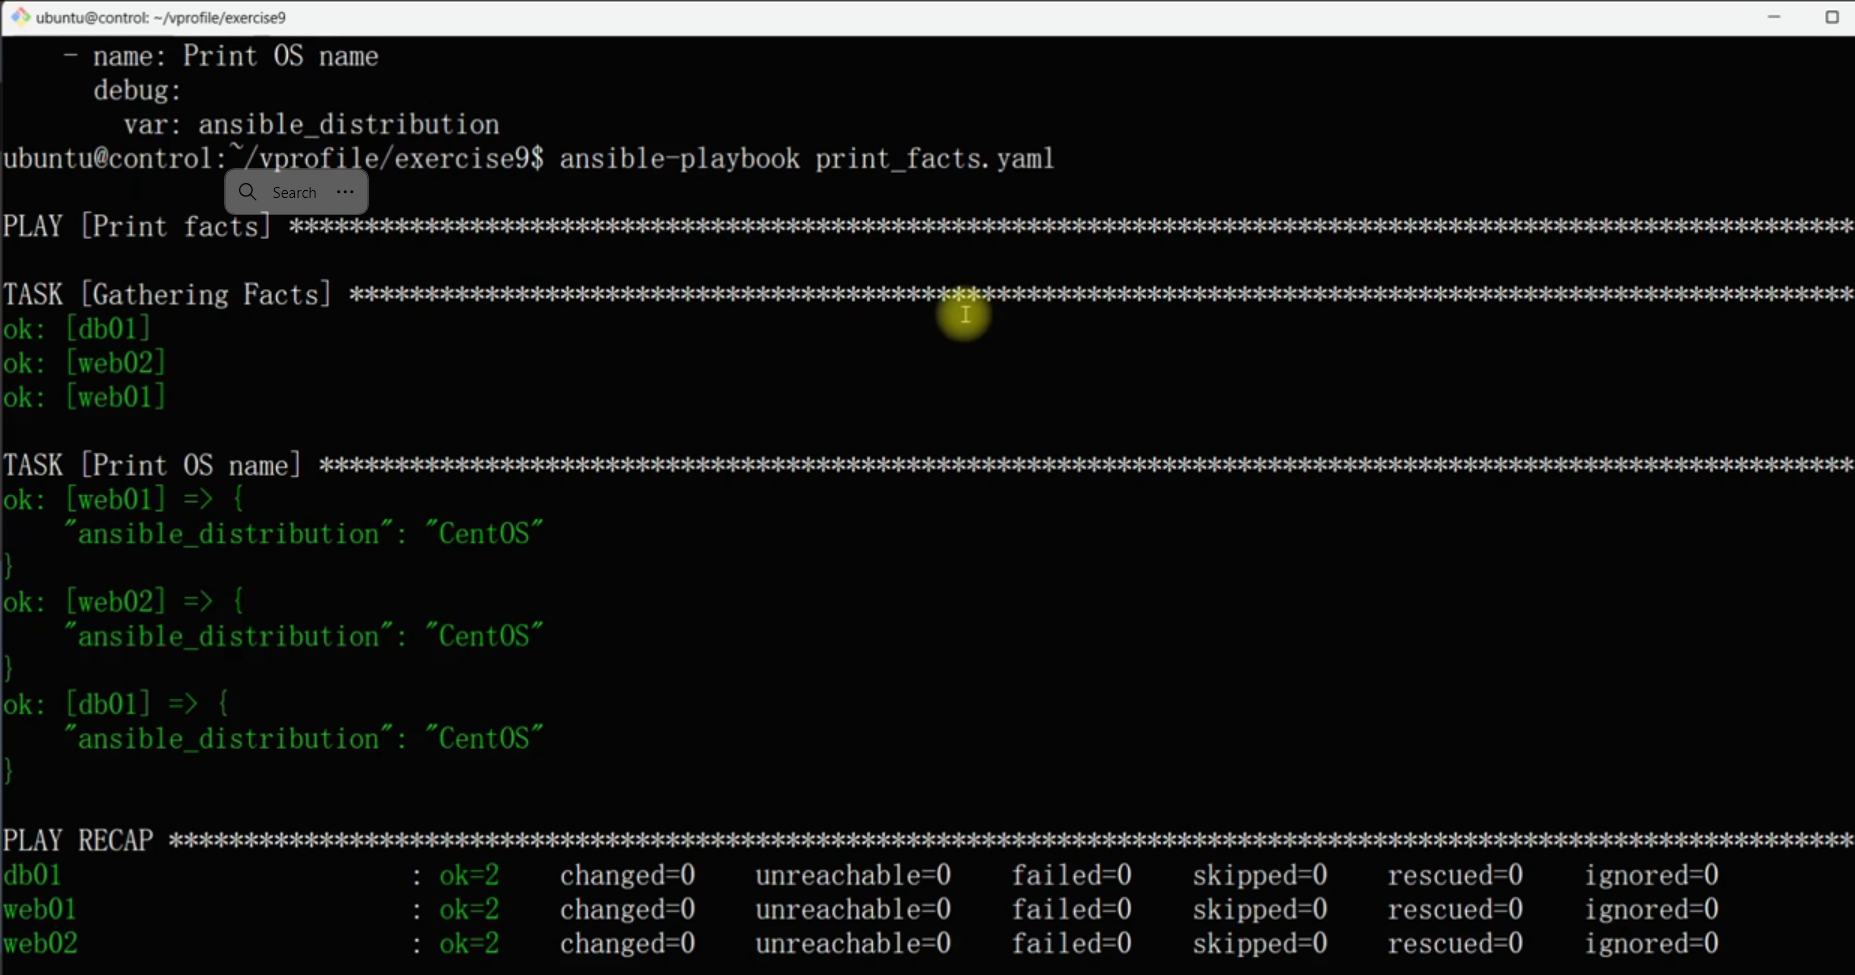 ubuntu@control: ~/vprofile/exercise9
- name: Print OS name
debug:
var: ansible_distribution
ubuntu@control:~/vprofile/exercise9$ ansible-playbook print_facts.yaml
Search ...
PLAY [Print facts] ********************************************************************************************************
TASK [Gathering Facts] ****************************************************************************************************
ok: [db01]
ok: [web02]
ok: [web01]
TASK [Print OS name] ******************************************************************************************************
ok: [web01] => {
"ansible_distribution": "CentOS"
}
ok: [web02] => {
"ansible_distribution": "CentOS"
}
ok: [db01] => {
"ansible_distribution": "CentOS"
}
PLAY RECAP ****************************************************************************************************************
db01 : ok=2 changed=0 unreachable=0 failed=0 skipped=0 rescued=0 ignored=0
web01 : ok=2 changed=0 unreachable=0 failed=0 skipped=0 rescued=0 ignored=0
web02 : ok=2 changed=0 unreachable=0 failed=0 skipped=0 rescued=0 ignored=0